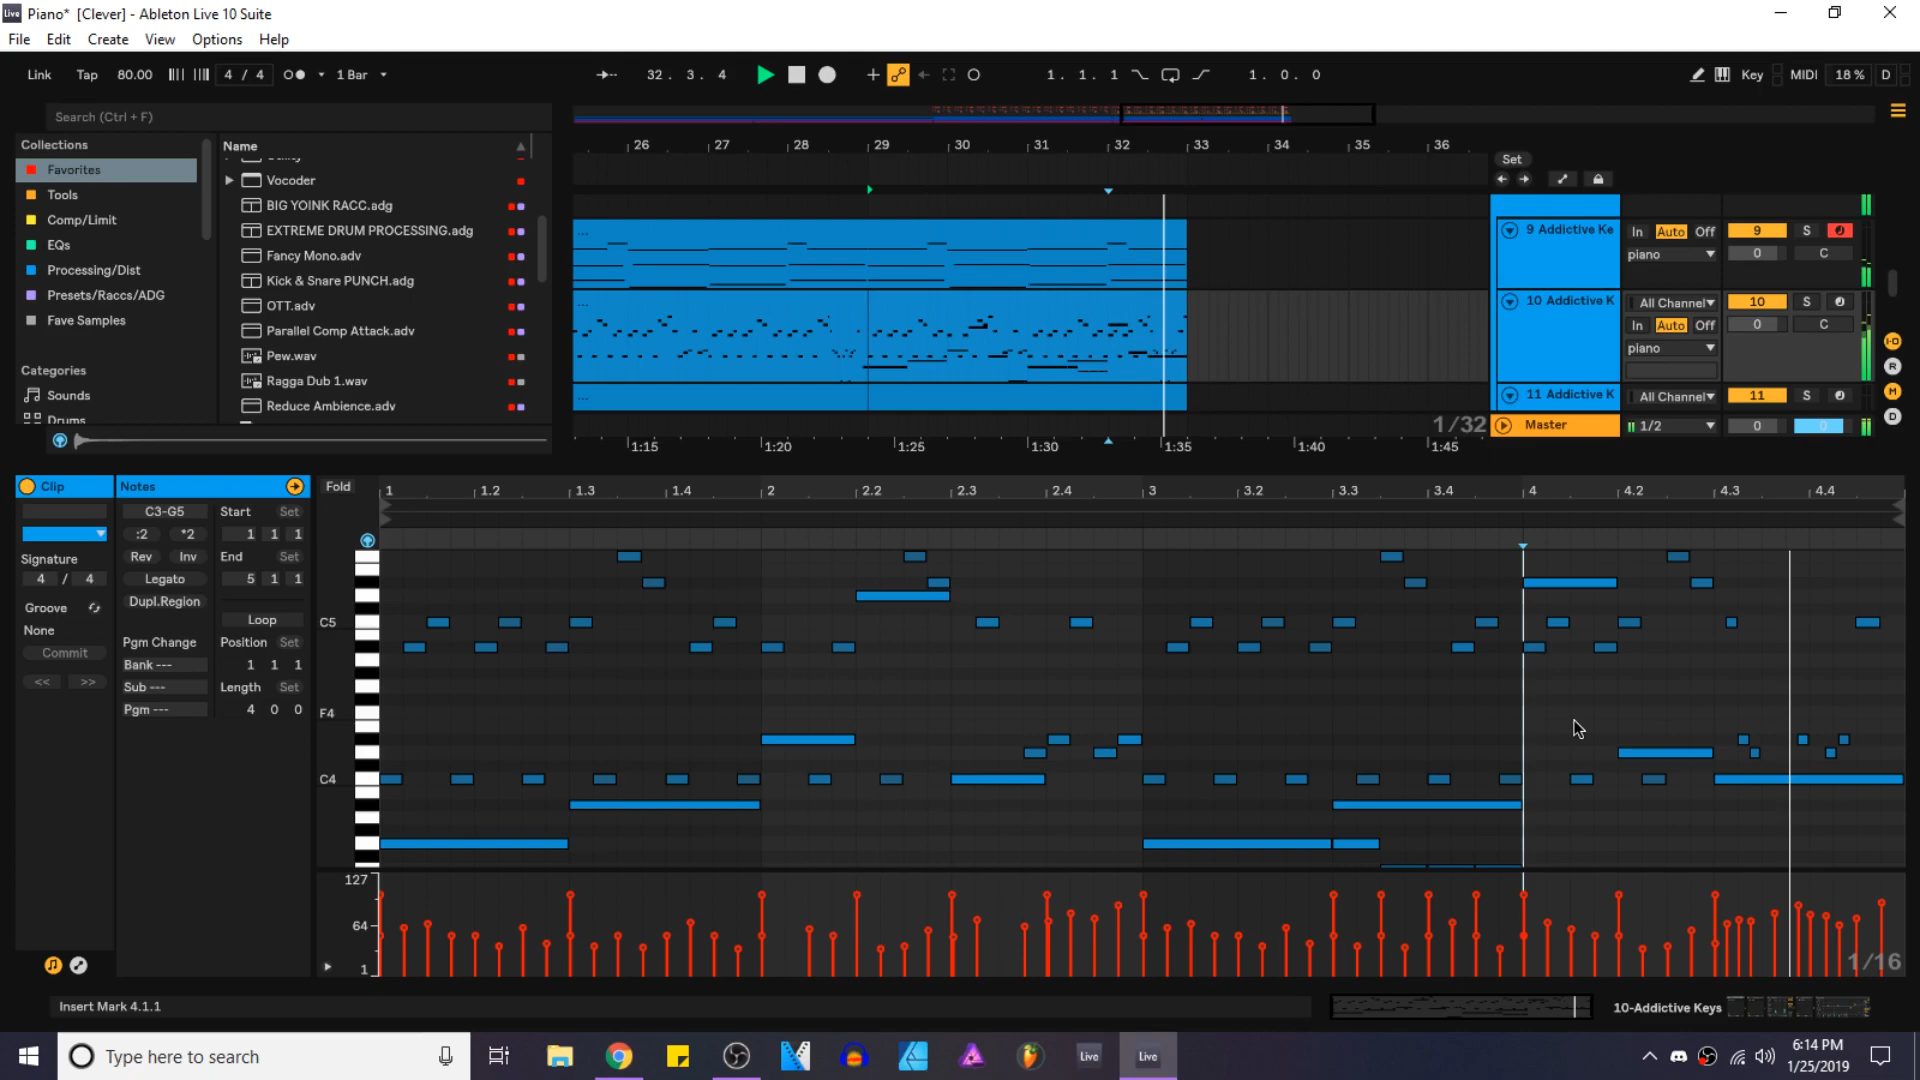 Live Piano* [Clever] - Ableton Live 10 Suite
File Edit Create View Options Help
Link Tap 80.00 4 / 4 1 Bar 32. 3. 4 1. 1. 1 1. 0. 0 Key MIDI 18 % D
Search (Ctrl + F)
Collections
Favorites
Tools
Comp/Limit
EQs
Processing/Dist
Presets/Raccs/ADG
Fave Samples
Categories
Sounds
Drums
Name
Utility
Vocoder
BIG YOINK RACC.adg
EXTREME DRUM PROCESSING.adg
Fancy Mono.adv
Kick & Snare PUNCH.adg
OTT.adv
Parallel Comp Attack.adv
Pew.wav
Ragga Dub 1.wav
Reduce Ambience.adv
26 27 28 29 30 31 32 33 34 35 36
Set
9 Addictive Ke In Auto Off 9 S
piano 0 C
10 Addictive K All Channel 10 S
In Auto Off 0 C
piano
11 Addictive K All Channel 11 S
1/32 Master 1/2 0 0
I-O
R
M
D
1:15 1:20 1:25 1:30 1:35 1:40 1:45
Clip
Signature
4 / 4
Groove
None
Commit
<< >>
Notes
C3-G5
:2 *2
Rev Inv
Legato
Dupl.Region
Pgm Change
Bank ---
Sub ---
Pgm ---
Start Set
1 1 1
End Set
5 1 1
Loop
Position Set
1 1 1
Length Set
4 0 0
Fold 1 1.2 1.3 1.4 2 2.2 2.3 2.4 3 3.2 3.3 3.4 4 4.2 4.3 4.4
C5
F4
C4
127
64
1
1/16
Insert Mark 4.1.1
10-Addictive Keys
Type here to search
Live
Live
6:14 PM
1/25/2019